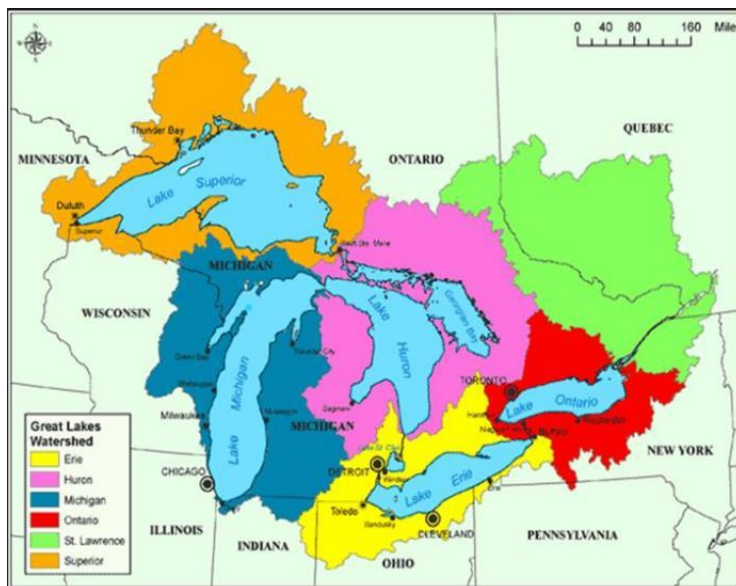 0 40 80 160 Mile
QUEBEC
Thunder Bay
MINNESOTA
ONTARIO
Lake Superior
Duluth
Superior
MICHIGAN
WISCONSIN
Lake Huron
Georgian Bay
Green Bay
Traverse City
Lake Michigan
TORONTO
Lake Ontario
Saginaw
Milwaukee
Muskegon
MICHIGAN
Rochester
NEW YORK
Great Lakes
Watershed
Erie
Huron
Michigan
Ontario
St. Lawrence
Superior
CHICAGO
DETROIT
Windsor
Lake Erie
Erie
Toledo
Sandusky
CLEVELAND
ILLINOIS
INDIANA
OHIO
PENNSYLVANIA